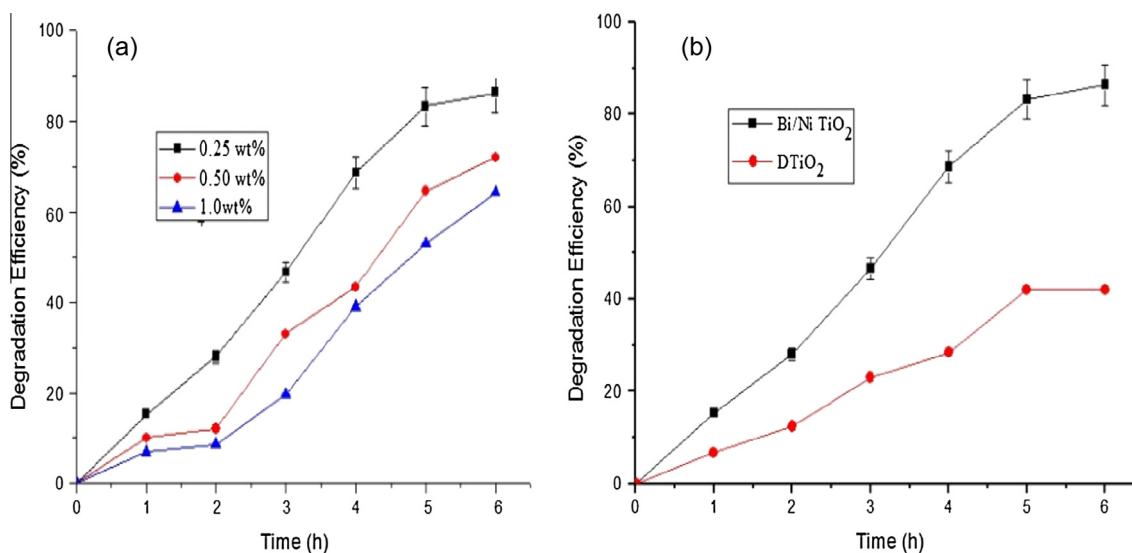 (a)
Degradation Efficiency (%)
100
80
60
40
20
0
0.25 wt%
0.50 wt%
1.0wt%
0 1 2 3 4 5 6
Time (h)
(b)
Degradation Efficiency (%)
100
80
60
40
20
0
Bi/Ni TiO₂
DTiO₂
0 1 2 3 4 5 6
Time (h)